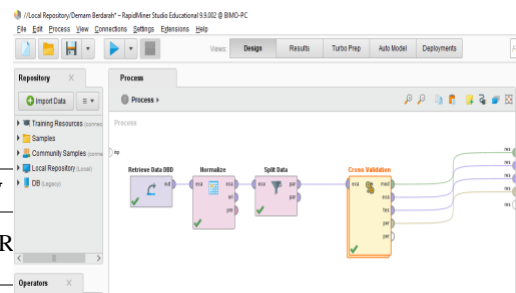 //Local Repository/Demam Berdarah* – RapidMiner Studio Educational 9.9.002 @ BIMO-PC
File Edit Process View Connections Settings Extensions Help
Views: Design Results Turbo Prep Auto Model Deployments
Repository
Import Data
Training Resources
Samples
Community Samples
Local Repository (Local)
DB (Legacy)
Operators
Process
Process
Process
inp
Retrieve Data DBD
out
Normalize
exa exa
ori
pre
Split Data
exa par
par
Cross Validation
exa mod
exa
tes
per
per
res
res
res
res
res
R